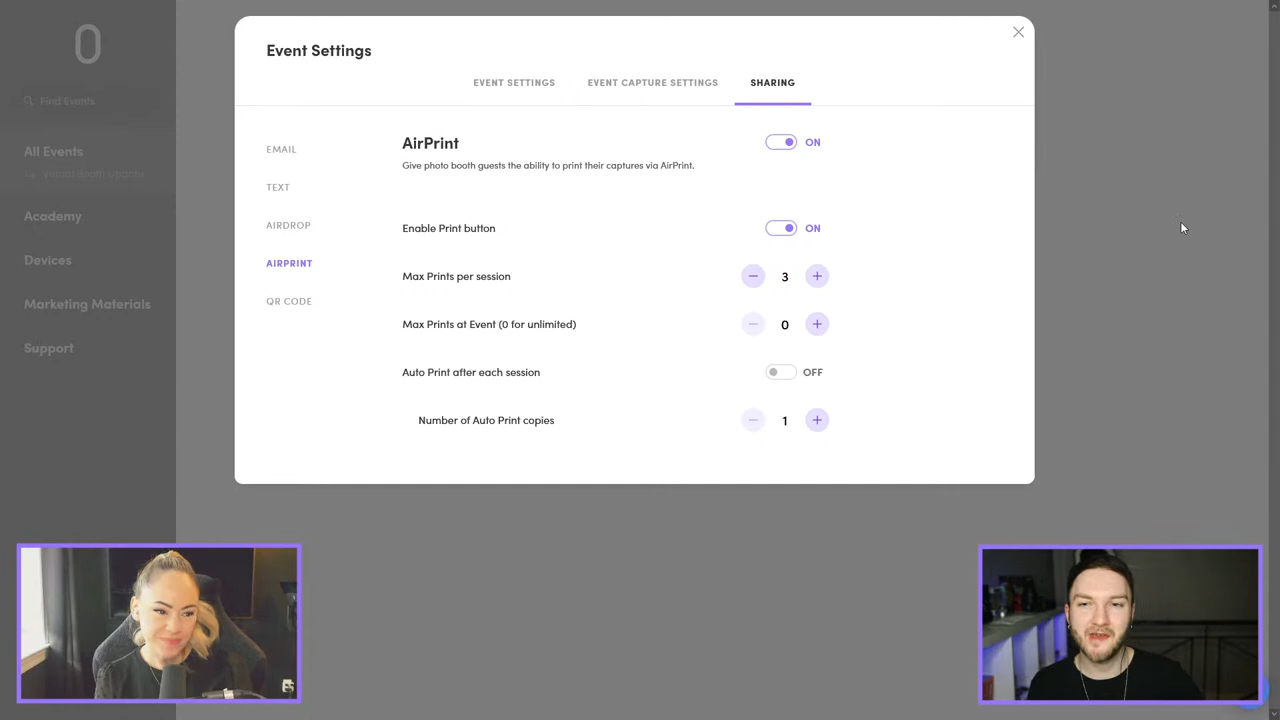 Event Settings
EVENT SETTINGS
EVENT CAPTURE SETTINGS
SHARING
Find Events
All Events
Virtual Booth Update
Academy
Devices
Marketing Materials
Support
EMAIL
TEXT
AIRDROP
AIRPRINT
QR CODE
AirPrint
ON
Give photo booth guests the ability to print their captures via AirPrint.
Enable Print button
ON
Max Prints per session
3
Max Prints at Event (0 for unlimited)
0
Auto Print after each session
OFF
Number of Auto Print copies
1